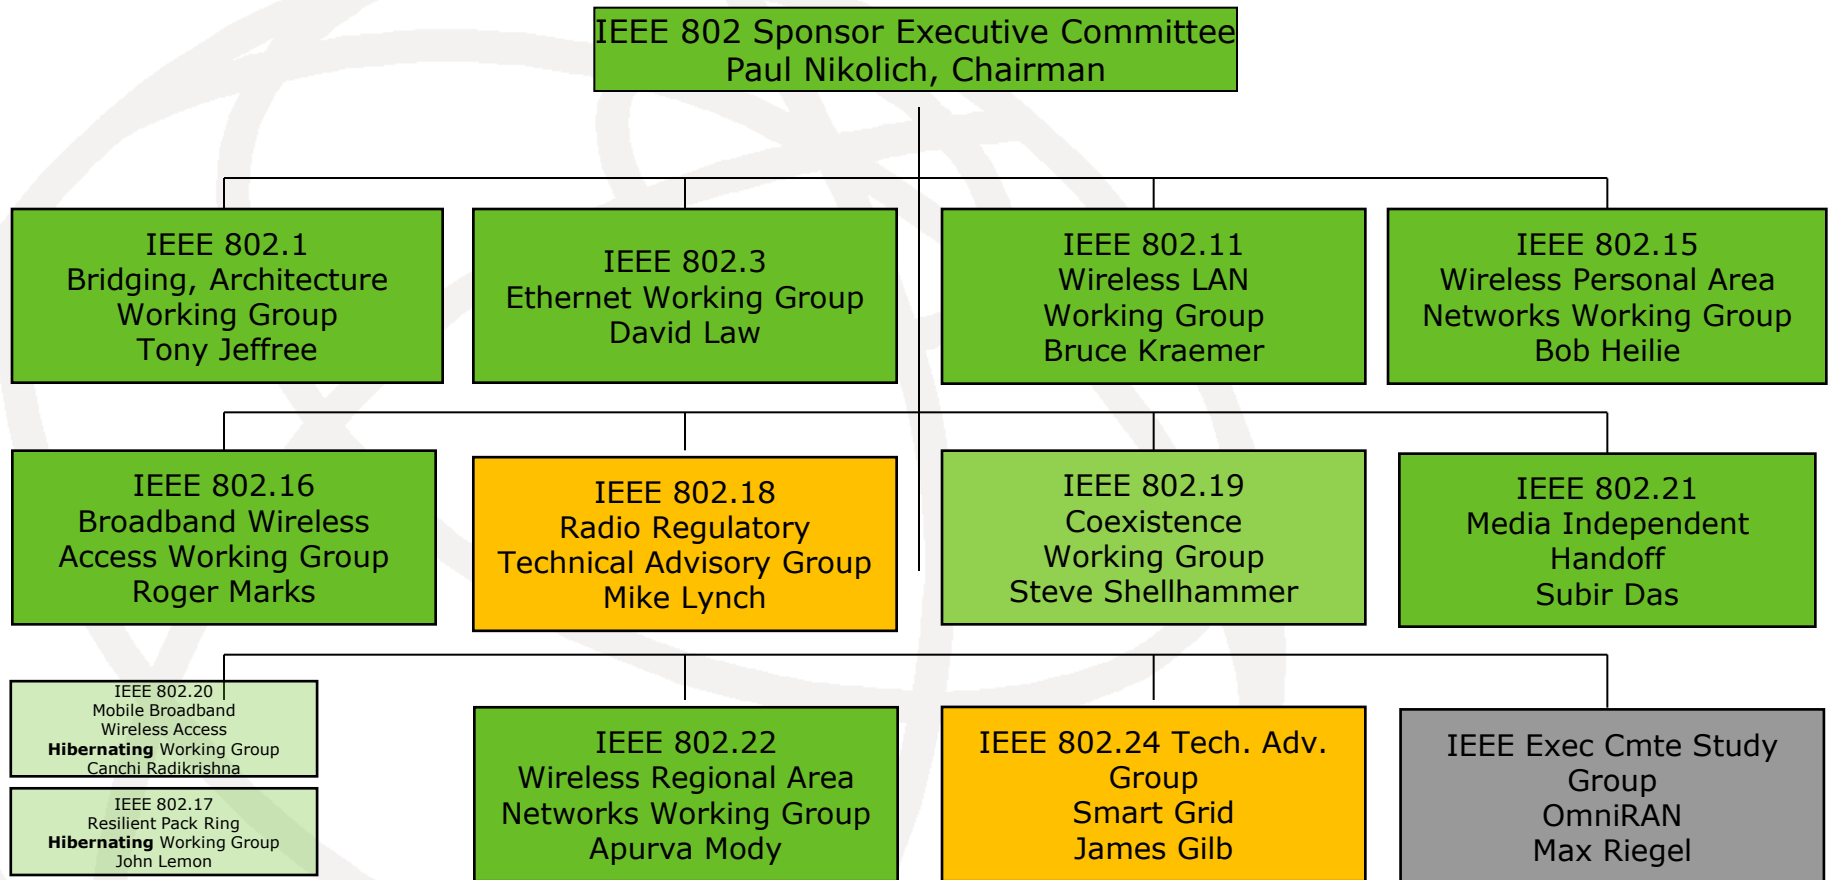 IEEE 802 Sponsor Executive Committee
Paul Nikolich, Chairman
IEEE 802.1
Bridging, Architecture
Working Group
Tony Jeffree
IEEE 802.3
Ethernet Working Group
David Law
IEEE 802.11
Wireless LAN
Working Group
Bruce Kraemer
IEEE 802.15
Wireless Personal Area
Networks Working Group
Bob Heilie
IEEE 802.16
Broadband Wireless
Access Working Group
Roger Marks
IEEE 802.18
Radio Regulatory
Technical Advisory Group
Mike Lynch
IEEE 802.19
Coexistence
Working Group
Steve Shellhammer
IEEE 802.21
Media Independent
Handoff
Subir Das
IEEE 802.20
Mobile Broadband
Wireless Access
Hibernating Working Group
Canchi Radikrishna
IEEE 802.17
Resilient Pack Ring
Hibernating Working Group
John Lemon
IEEE 802.22
Wireless Regional Area
Networks Working Group
Apurva Mody
IEEE 802.24 Tech. Adv.
Group
Smart Grid
James Gilb
IEEE Exec Cmte Study
Group
OmniRAN
Max Riegel